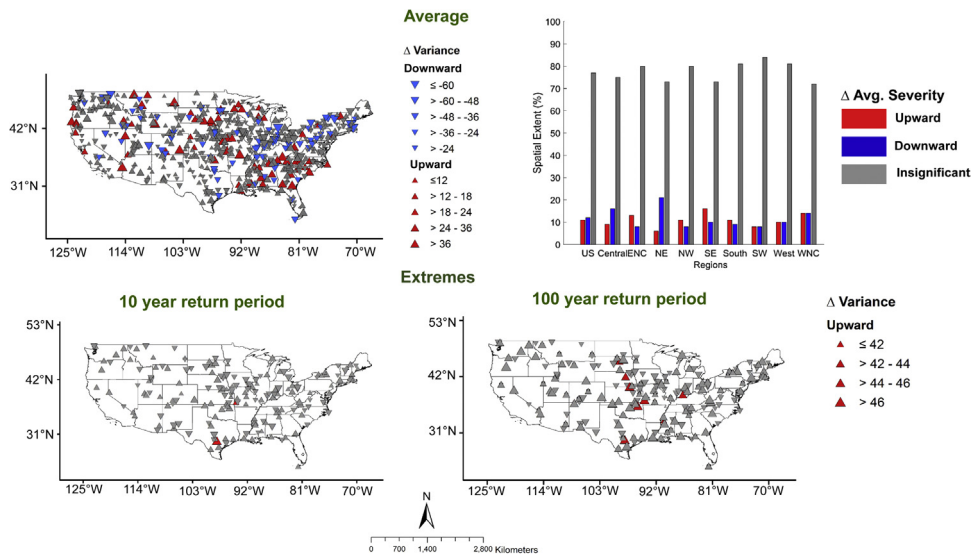 Average
Δ Variance
Downward
≤ -60
> -60 - -48
> -48 - -36
> -36 - -24
> -24
Upward
≤12
> 12 - 18
> 18 - 24
> 24 - 36
> 36
42°N
31°N
125°W 114°W 103°W 92°W 81°W 70°W
Spatial Extent (%)
100
90
80
70
60
50
40
30
20
10
0
US Central ENC NE NW SE South SW West WNC
Regions
Δ Avg. Severity
Upward
Downward
Insignificant
Extremes
10 year return period
53°N
42°N
31°N
125°W 114°W 103°W 92°W 81°W 70°W
100 year return period
53°N
42°N
31°N
125°W 114°W 103°W 92°W 81°W 70°W
Δ Variance
Upward
≤ 42
> 42 - 44
> 44 - 46
> 46
N
0 700 1,400 2,800 Kilometers